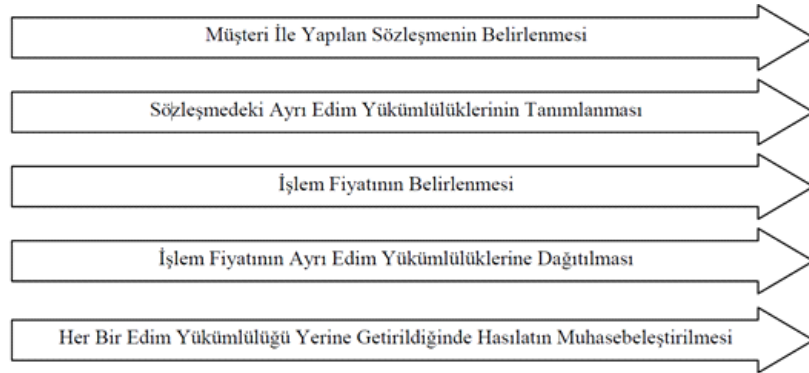 Müşteri İle Yapılan Sözleşmenin Belirlenmesi
Sözleşmedeki Ayrı Edim Yükümlülüklerinin Tanımlanması
İşlem Fiyatının Belirlenmesi
İşlem Fiyatının Ayrı Edim Yükümlülüklerine Dağıtılması
Her Bir Edim Yükümlülüğü Yerine Getirildiğinde Hasılatın Muhasebeleştirilmesi